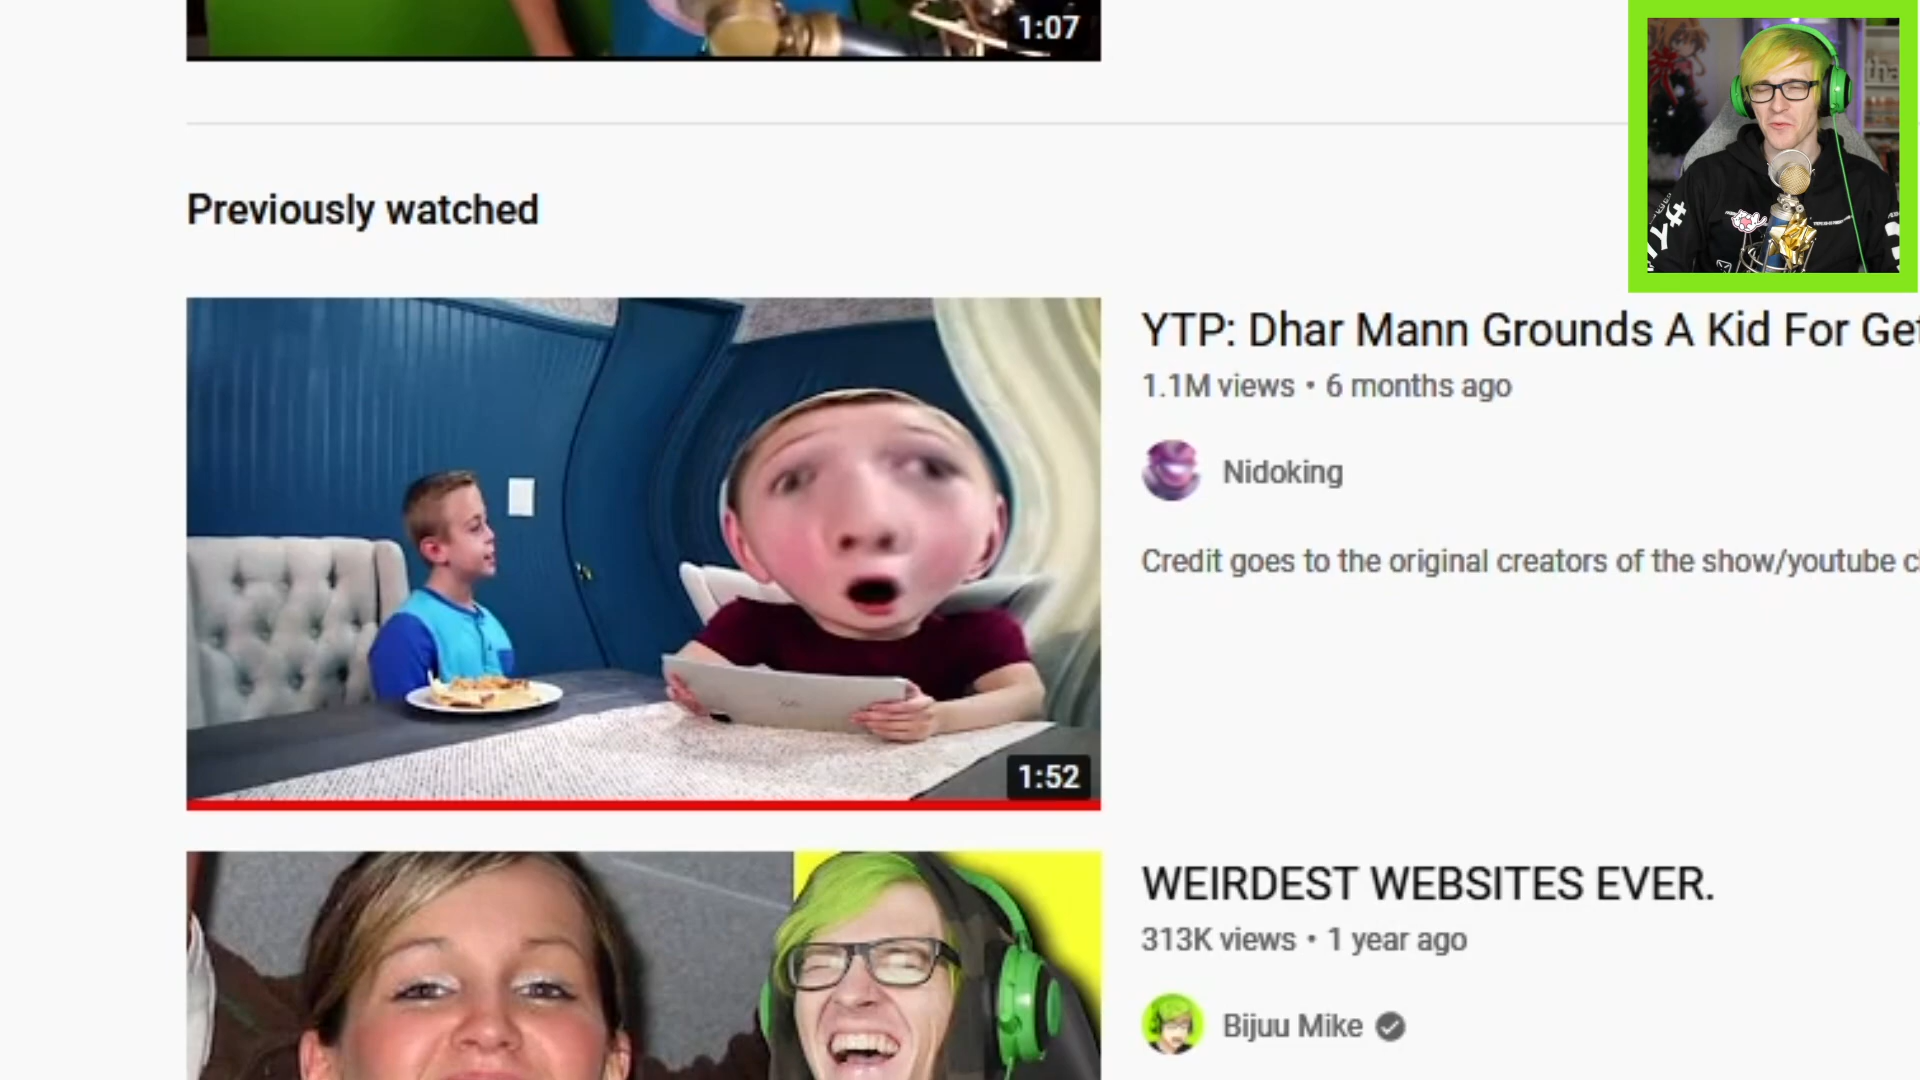 1:07
Previously watched
YTP: Dhar Mann Grounds A Kid For Get
1.1M views • 6 months ago
Nidoking
Credit goes to the original creators of the show/youtube c
1:52
WEIRDEST WEBSITES EVER.
313K views • 1 year ago
Bijuu Mike